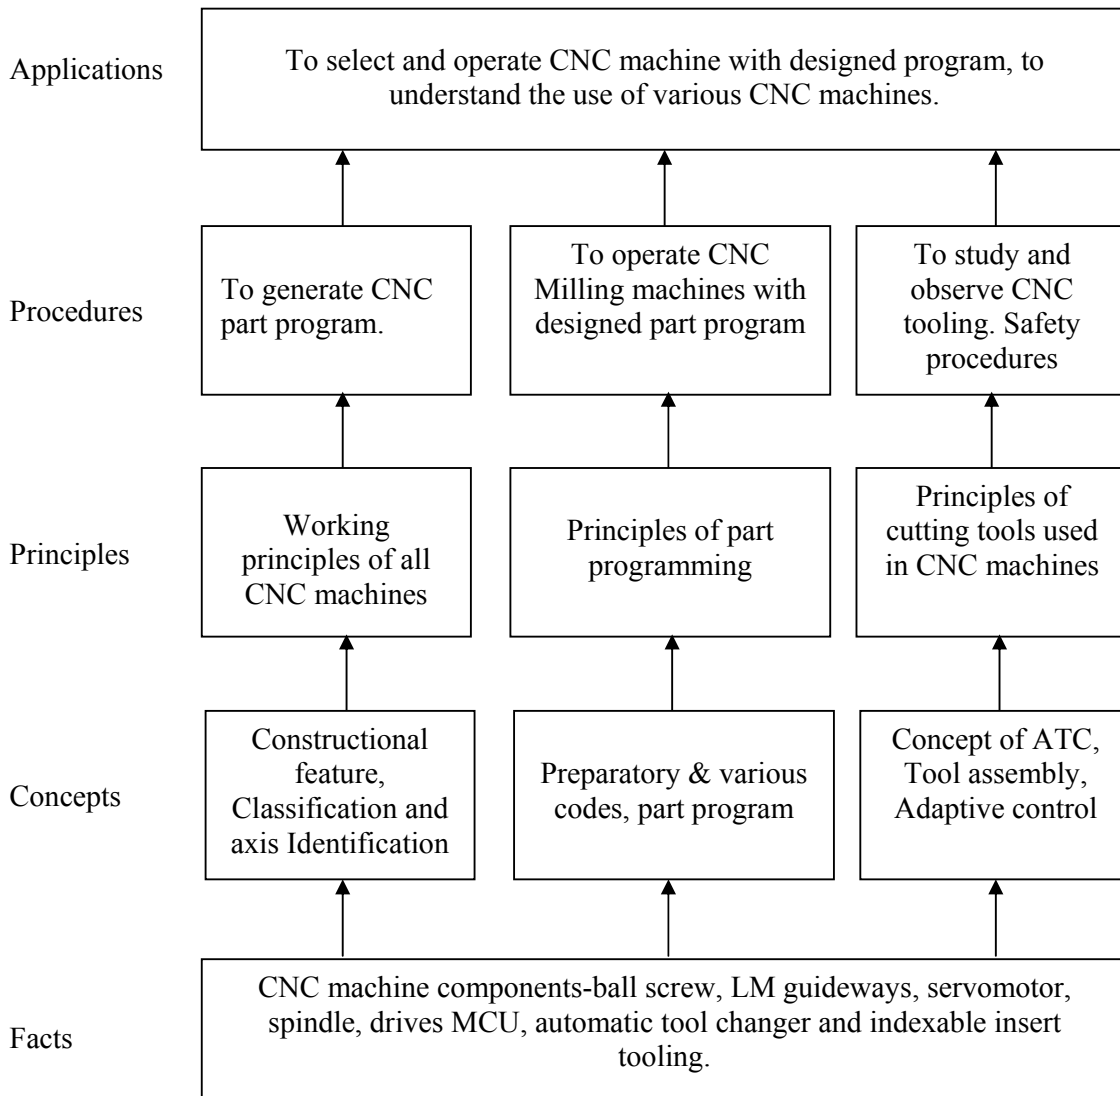 Applications
To select and operate CNC machine with designed program, to
understand the use of various CNC machines.
Procedures
To generate CNC
part program.
To operate CNC
Milling machines with
designed part program
To study and
observe CNC
tooling. Safety
procedures
Principles
Working
principles of all
CNC machines
Principles of part
programming
Principles of
cutting tools used
in CNC machines
Concepts
Constructional
feature,
Classification and
axis Identification
Preparatory & various
codes, part program
Concept of ATC,
Tool assembly,
Adaptive control
Facts
CNC machine components-ball screw, LM guideways, servomotor,
spindle, drives MCU, automatic tool changer and indexable insert
tooling.